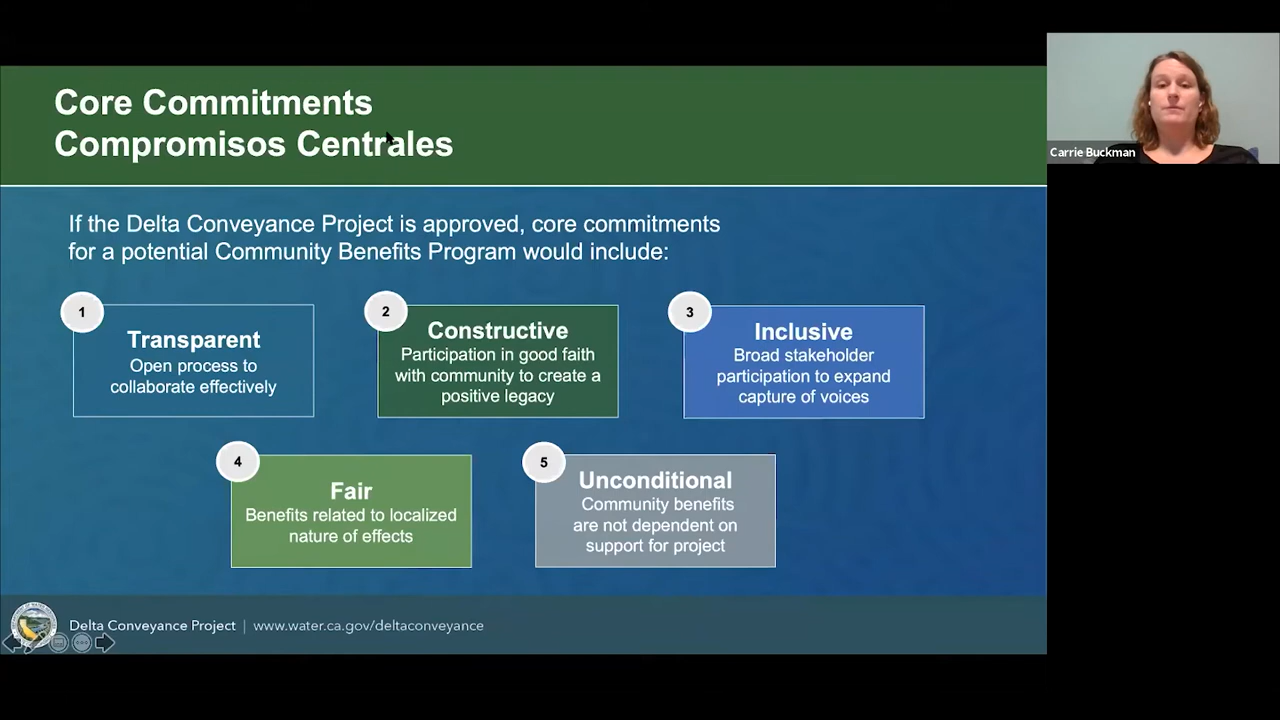 Core Commitments
Compromisos Centrales
Carrie Buckman
If the Delta Conveyance Project is approved, core commitments
for a potential Community Benefits Program would include:
1
Transparent
Open process to
collaborate effectively
2
Constructive
Participation in good faith
with community to create a
positive legacy
3
Inclusive
Broad stakeholder
participation to expand
capture of voices
4
Fair
Benefits related to localized
nature of effects
5
Unconditional
Community benefits
are not dependent on
support for project
Delta Conveyance Project | www.water.ca.gov/deltaconveyance